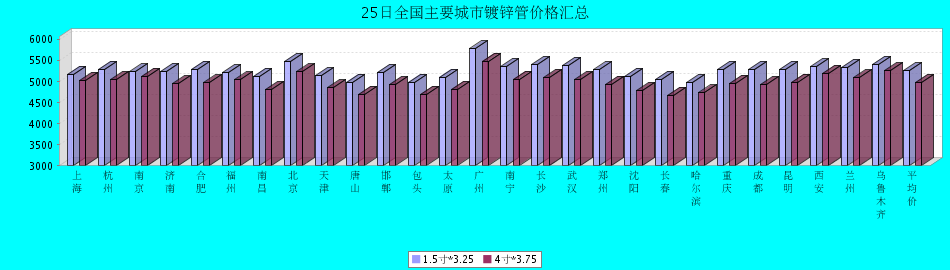 25日全国主要城市镀锌管价格汇总
6000
5500
5000
4500
4000
3500
3000
上海
杭州
南京
济南
合肥
福州
南昌
北京
天津
唐山
邯郸
包头
太原
广州
南宁
长沙
武汉
郑州
沈阳
长春
哈尔滨
重庆
成都
昆明
西安
兰州
乌鲁木齐
平均价
1.5寸*3.25
4寸*3.75